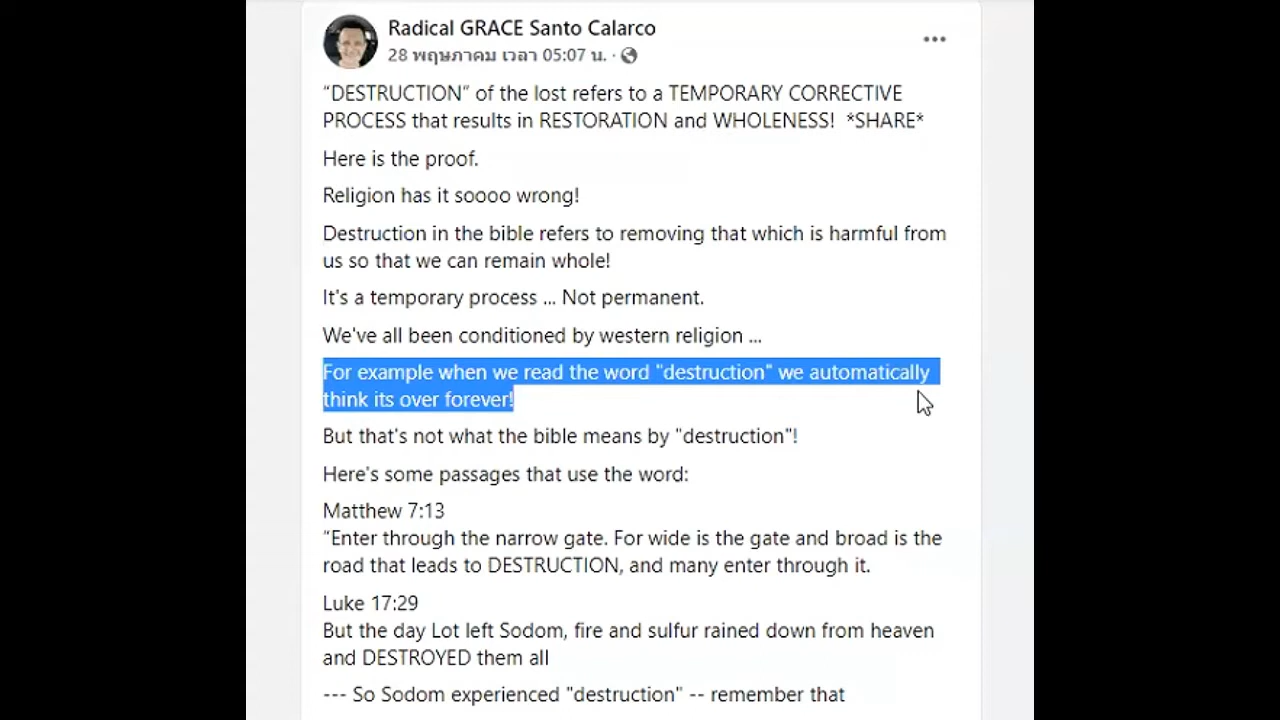 Radical GRACE Santo Calarco
28 พฤษภาคม เวลา 05:07 น. ·
“DESTRUCTION” of the lost refers to a TEMPORARY CORRECTIVE
PROCESS that results in RESTORATION and WHOLENESS!  *SHARE*
Here is the proof.
Religion has it soooo wrong!
Destruction in the bible refers to removing that which is harmful from
us so that we can remain whole!
It's a temporary process ... Not permanent.
We've all been conditioned by western religion ...
For example when we read the word "destruction" we automatically
think its over forever!
But that's not what the bible means by "destruction"!
Here's some passages that use the word:
Matthew 7:13
“Enter through the narrow gate. For wide is the gate and broad is the
road that leads to DESTRUCTION, and many enter through it.
Luke 17:29
But the day Lot left Sodom, fire and sulfur rained down from heaven
and DESTROYED them all
--- So Sodom experienced "destruction" -- remember that